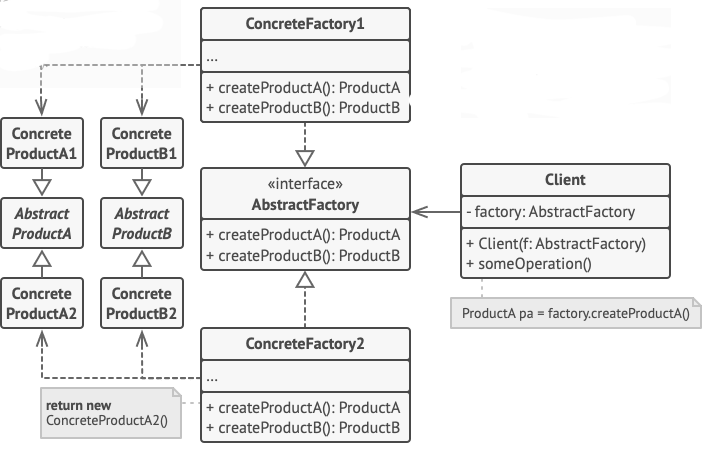 ConcreteFactory1
...
+ createProductA(): ProductA
+ createProductB(): ProductB
Concrete
ProductA1
Concrete
ProductB1
Abstract
ProductA
Abstract
ProductB
Concrete
ProductA2
Concrete
ProductB2
«interface»
AbstractFactory
+ createProductA(): ProductA
+ createProductB(): ProductB
Client
- factory: AbstractFactory
+ Client(f: AbstractFactory)
+ someOperation()
ProductA pa = factory.createProductA()
ConcreteFactory2
...
+ createProductA(): ProductA
+ createProductB(): ProductB
return new
ConcreteProductA2()